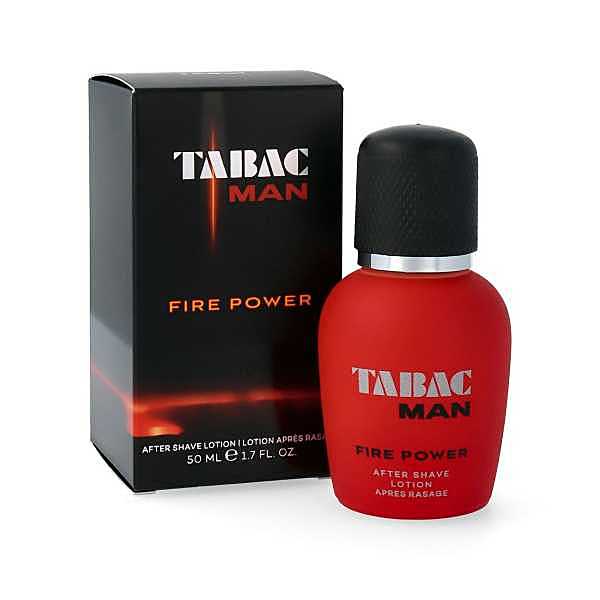 TABAC
MAN
FIRE POWER
AFTER SHAVE LOTION | LOTION APRÈS RASA
50 ML e 1.7 FL. OZ.
TABAC
MAN
FIRE POWER
AFTER SHAVE
LOTION
APRÈS RASAGE